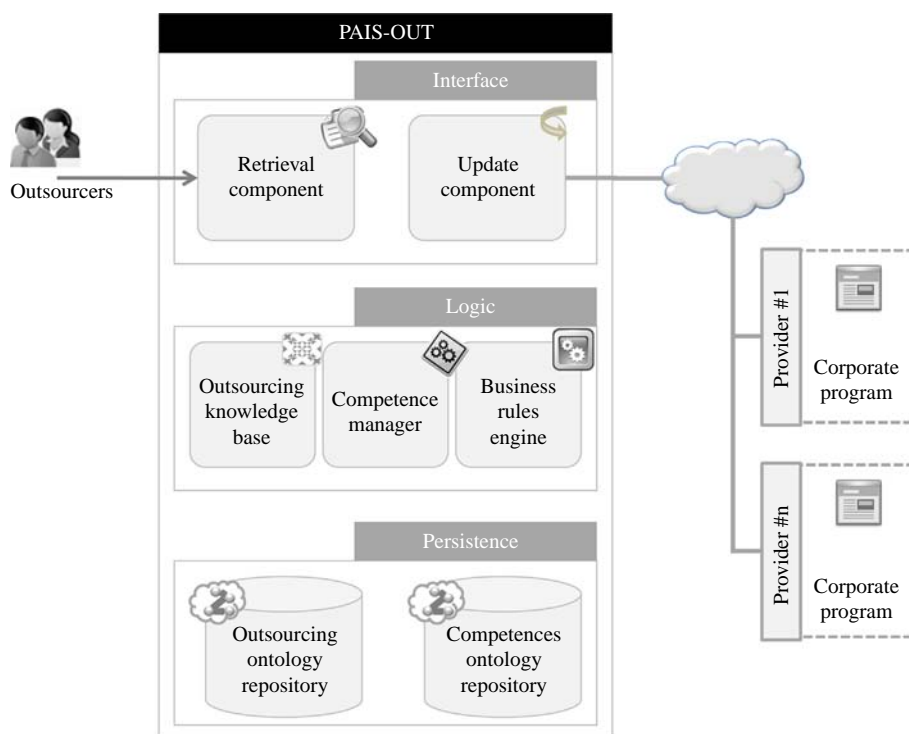 PAIS-OUT
Interface
Outsourcers
Retrieval
component
Update
component
Logic
Outsourcing
knowledge
base
Competence
manager
Business
rules
engine
Persistence
Outsourcing
ontology
repository
Competences
ontology
repository
Provider #1
Corporate
program
Provider #n
Corporate
program